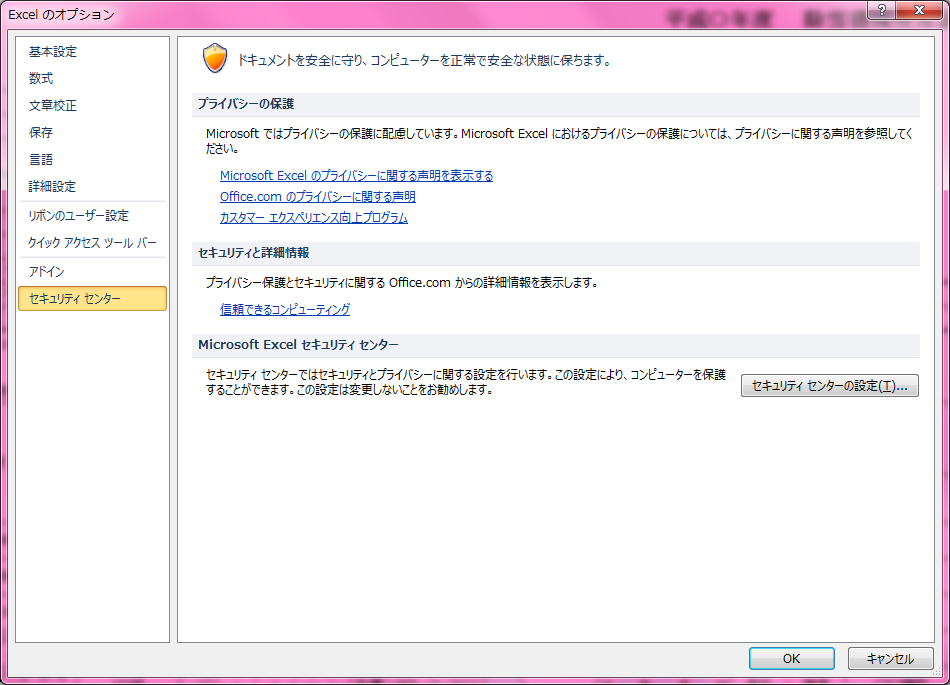 Excel のオプション
平成〇年度
基本設定
数式
文章校正
保存
言語
詳細設定
リボンのユーザー設定
クイック アクセス ツール バー
アドイン
セキュリティ センター
ドキュメントを安全に守り、コンピューターを正常で安全な状態に保ちます。
プライバシーの保護
Microsoft ではプライバシーの保護に配慮しています。Microsoft Excel におけるプライバシーの保護については、プライバシーに関する声明を参照してく
ださい。
Microsoft Excel のプライバシーに関する声明を表示する
Office.com のプライバシーに関する声明
カスタマー エクスペリエンス向上プログラム
セキュリティと詳細情報
プライバシー保護とセキュリティに関する Office.com からの詳細情報を表示します。
信頼できるコンピューティング
Microsoft Excel セキュリティ センター
セキュリティ センターではセキュリティとプライバシーに関する設定を行います。この設定により、コンピューターを保護
することができます。この設定は変更しないことをお勧めします。
セキュリティ センターの設定(T)...
OK
キャンセル